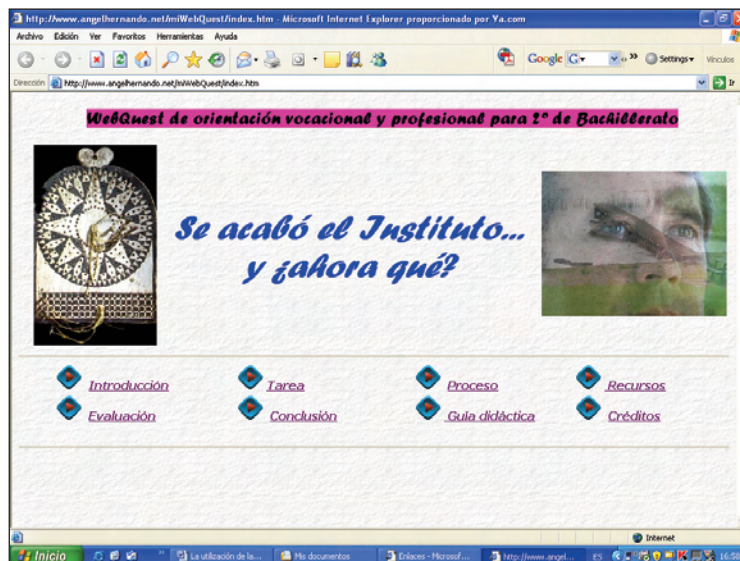 http://www.angelhernando.net/miWebQuest/index.htm - Microsoft Internet Explorer proporcionado por Ya.com
Archivo Edición Ver Favoritos Herramientas Ayuda
Google G Settings Vínculos
Dirección http://www.angelhernando.net/miWebQuest/index.htm Ir
WebQuest de orientación vocacional y profesional para 2º de Bachillerato
Se acabó el Instituto...
y ¿ahora qué?
Introducción Tarea Proceso Recursos
Evaluación Conclusión Guía didáctica Créditos
Internet
Inicio La utilización de la... Mis documentos Enlaces - Microsof... http://www.angel... ES 16:50